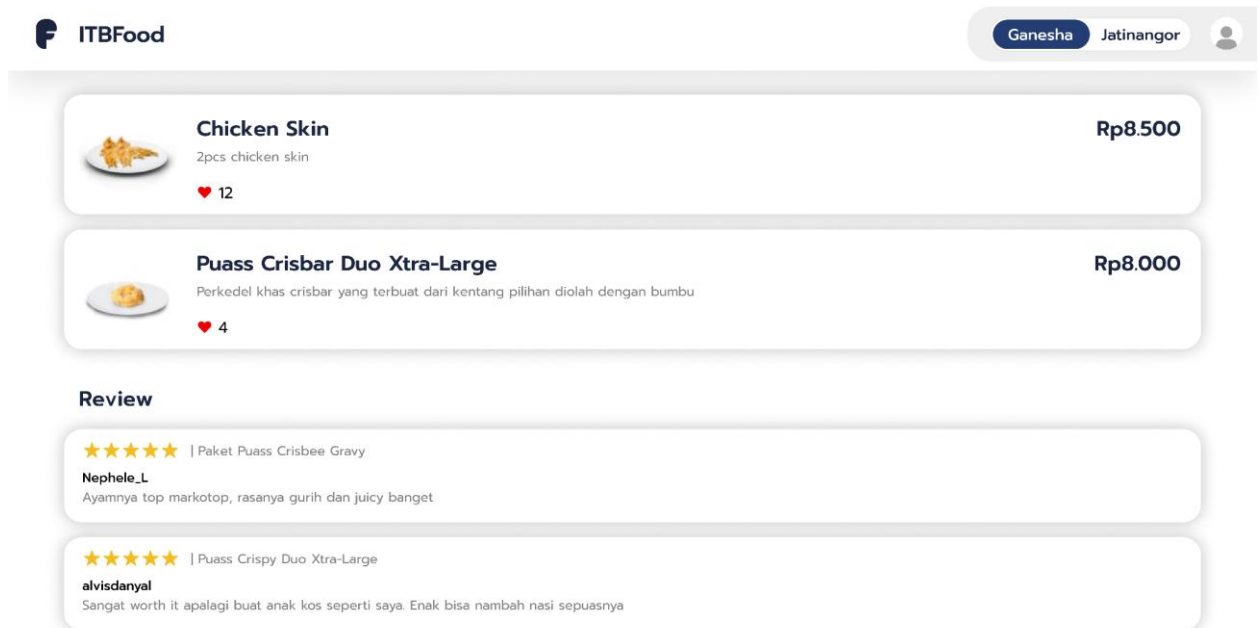 ITBFood
Ganesha Jatinangor
Chicken Skin
Rp8.500
2pcs chicken skin
12
Puass Crisbar Duo Xtra-Large
Rp8.000
Perkedel khas crisbar yang terbuat dari kentang pilihan diolah dengan bumbu
4
Review
| Paket Puass Crisbee Gravy
Nephele_L
Ayamnya top markotop, rasanya gurih dan juicy banget
| Puass Crispy Duo Xtra-Large
alvisdanyal
Sangat worth it apalagi buat anak kos seperti saya. Enak bisa nambah nasi sepuasnya